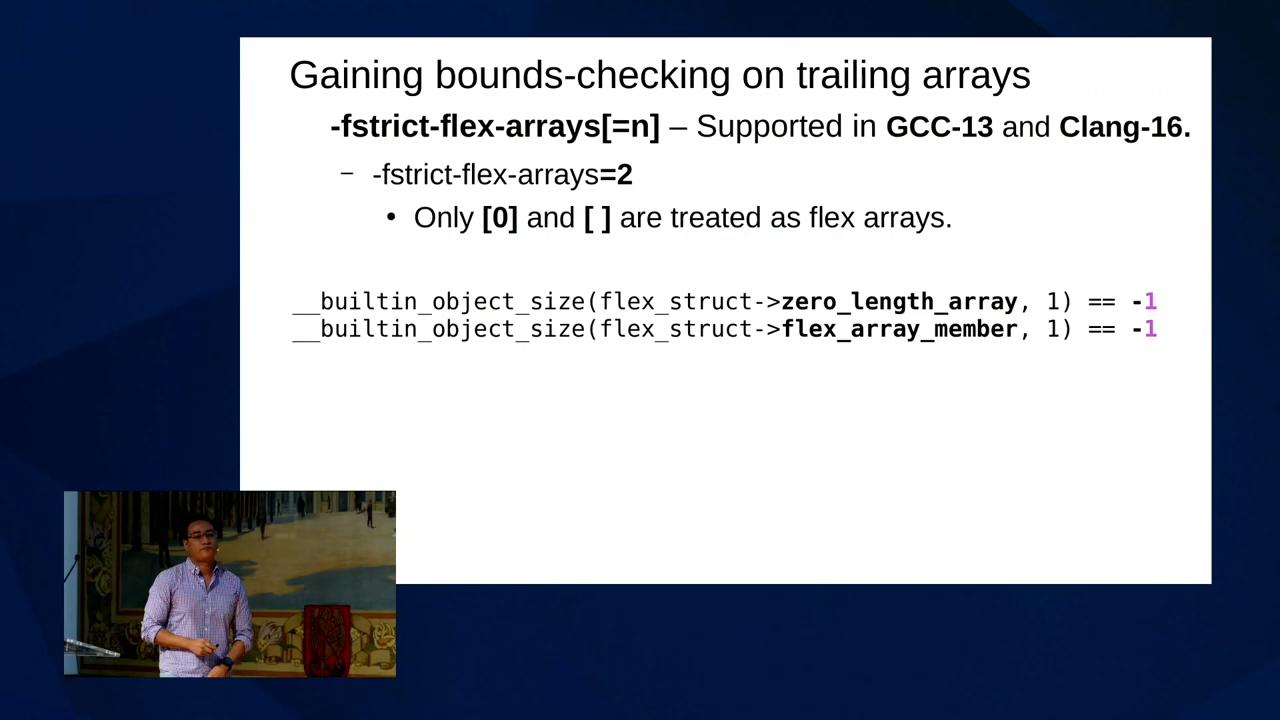 Gaining bounds-checking on trailing arrays
-fstrict-flex-arrays[=n] – Supported in GCC-13 and Clang-16.
– -fstrict-flex-arrays=2
• Only [0] and [ ] are treated as flex arrays.
__builtin_object_size(flex_struct->zero_length_array, 1) == -1
__builtin_object_size(flex_struct->flex_array_member, 1) == -1